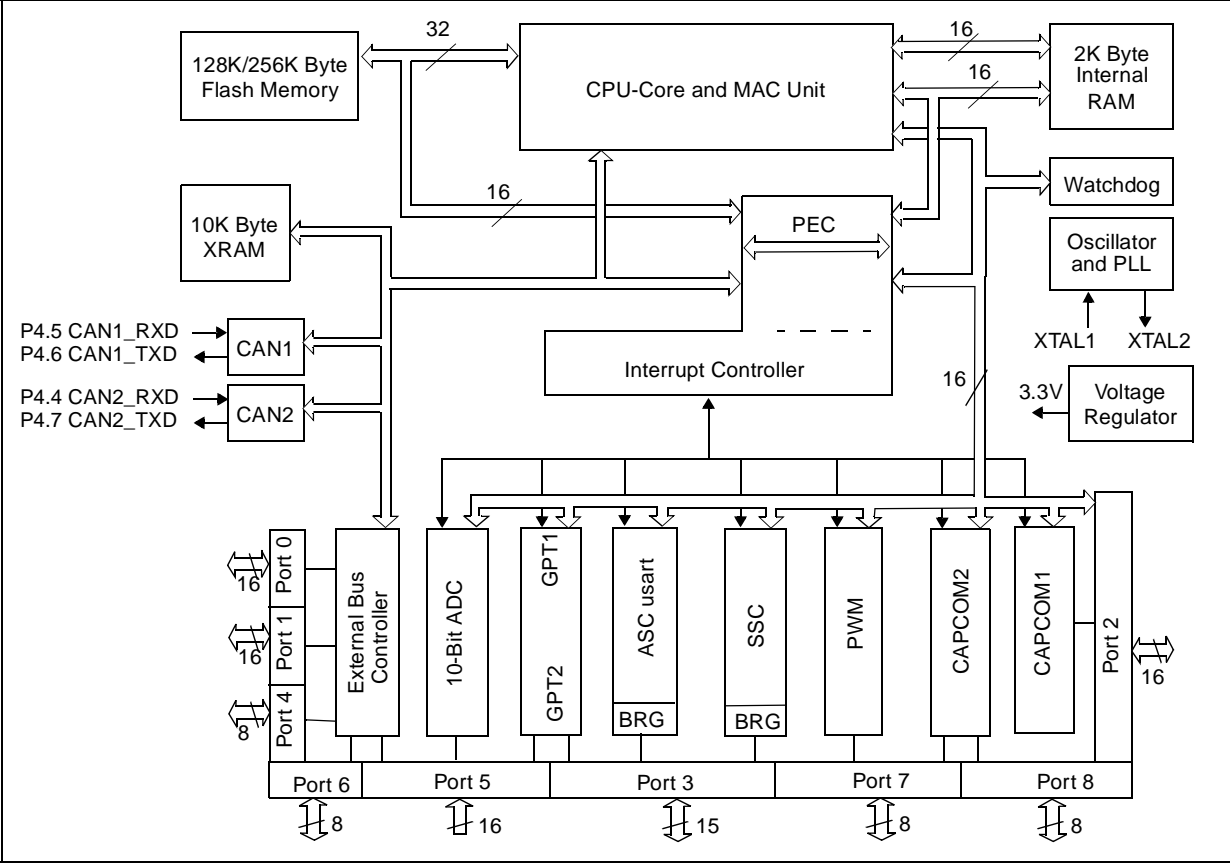 32
16
128K/256K Byte
Flash Memory
CPU-Core and MAC Unit
2K Byte
Internal
RAM
16
16
Watchdog
10K Byte
XRAM
PEC
Oscillator
and PLL
P4.5 CAN1_RXD
P4.6 CAN1_TXD
CAN1
XTAL1
XTAL2
Interrupt Controller
16
P4.4 CAN2_RXD
P4.7 CAN2_TXD
CAN2
3.3V
Voltage
Regulator
Port 0
16
Port 1
16
Port 4
8
External Bus
Controller
10-Bit ADC
GPT1
GPT2
ASC usart
BRG
SSC
BRG
PWM
CAPCOM2
CAPCOM1
Port 2
16
Port 6
Port 5
Port 3
Port 7
Port 8
8
16
15
8
8